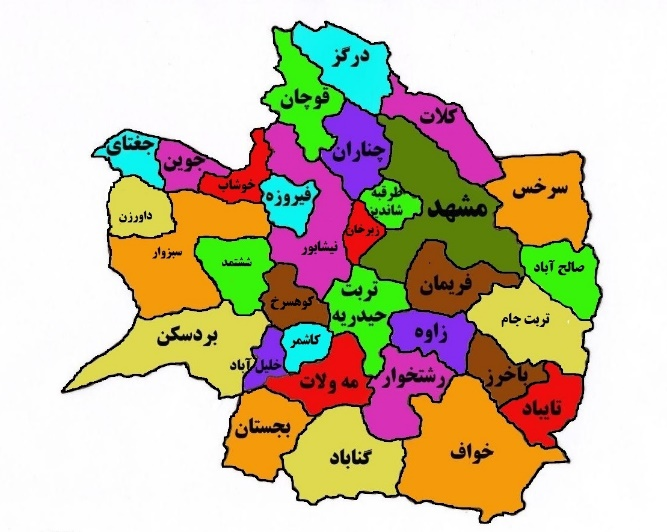 درگز
قوچان
کلات
چناران
جغتای
جوین
خوشاب
فیروزه
طرقبه
شاندیز
مشهد
سرخس
داورزن
زبرخان
سبزوار
ششتمد
نیشابور
صالح آباد
فریمان
کوهسرخ
تربت
حیدریه
تربت جام
بردسکن
کاشمر
زاوه
خلیل آباد
مه ولات
رشتخوار
باخرز
تایباد
بجستان
گناباد
خواف